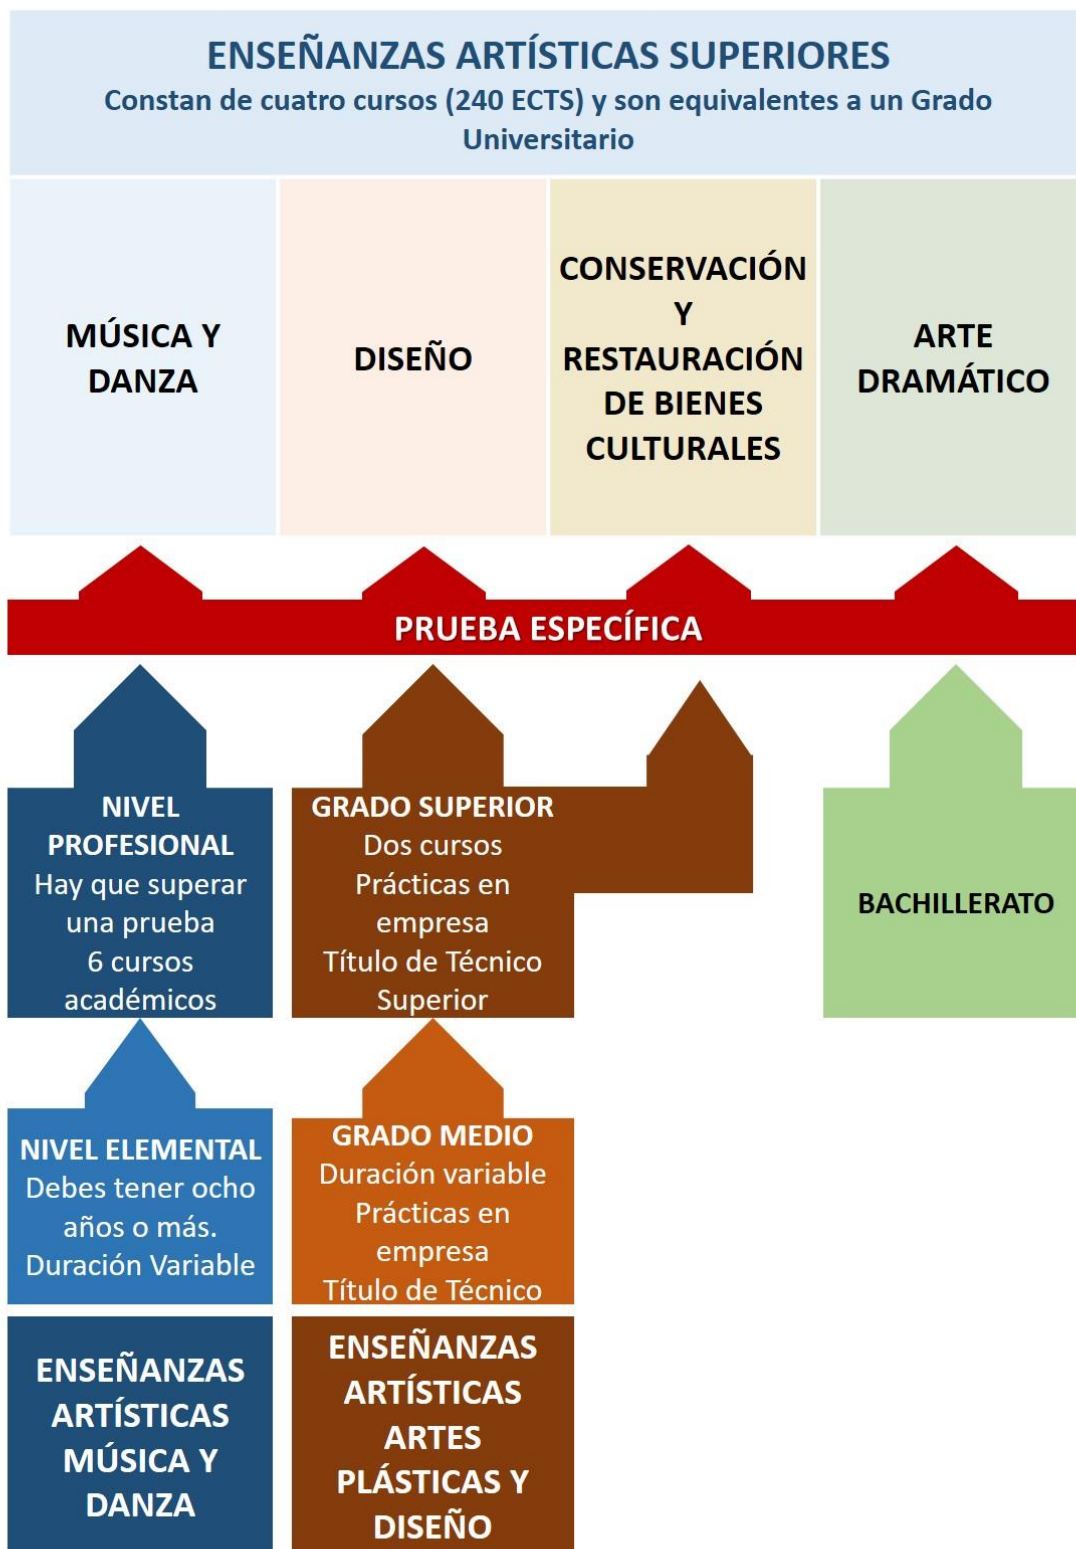 ENSEÑANZAS ARTÍSTICAS SUPERIORES
Constan de cuatro cursos (240 ECTS) y son equivalentes a un Grado
Universitario
MÚSICA Y
DANZA
DISEÑO
CONSERVACIÓN
Y
RESTAURACIÓN
DE BIENES
CULTURALES
ARTE
DRAMÁTICO
PRUEBA ESPECÍFICA
NIVEL
PROFESIONAL
Hay que superar
una prueba
6 cursos
académicos
GRADO SUPERIOR
Dos cursos
Prácticas en
empresa
Título de Técnico
Superior
BACHILLERATO
NIVEL ELEMENTAL
Debes tener ocho
años o más.
Duración Variable
GRADO MEDIO
Duración variable
Prácticas en
empresa
Título de Técnico
ENSEÑANZAS
ARTÍSTICAS
MÚSICA Y
DANZA
ENSEÑANZAS
ARTÍSTICAS
ARTES
PLÁSTICAS Y
DISEÑO